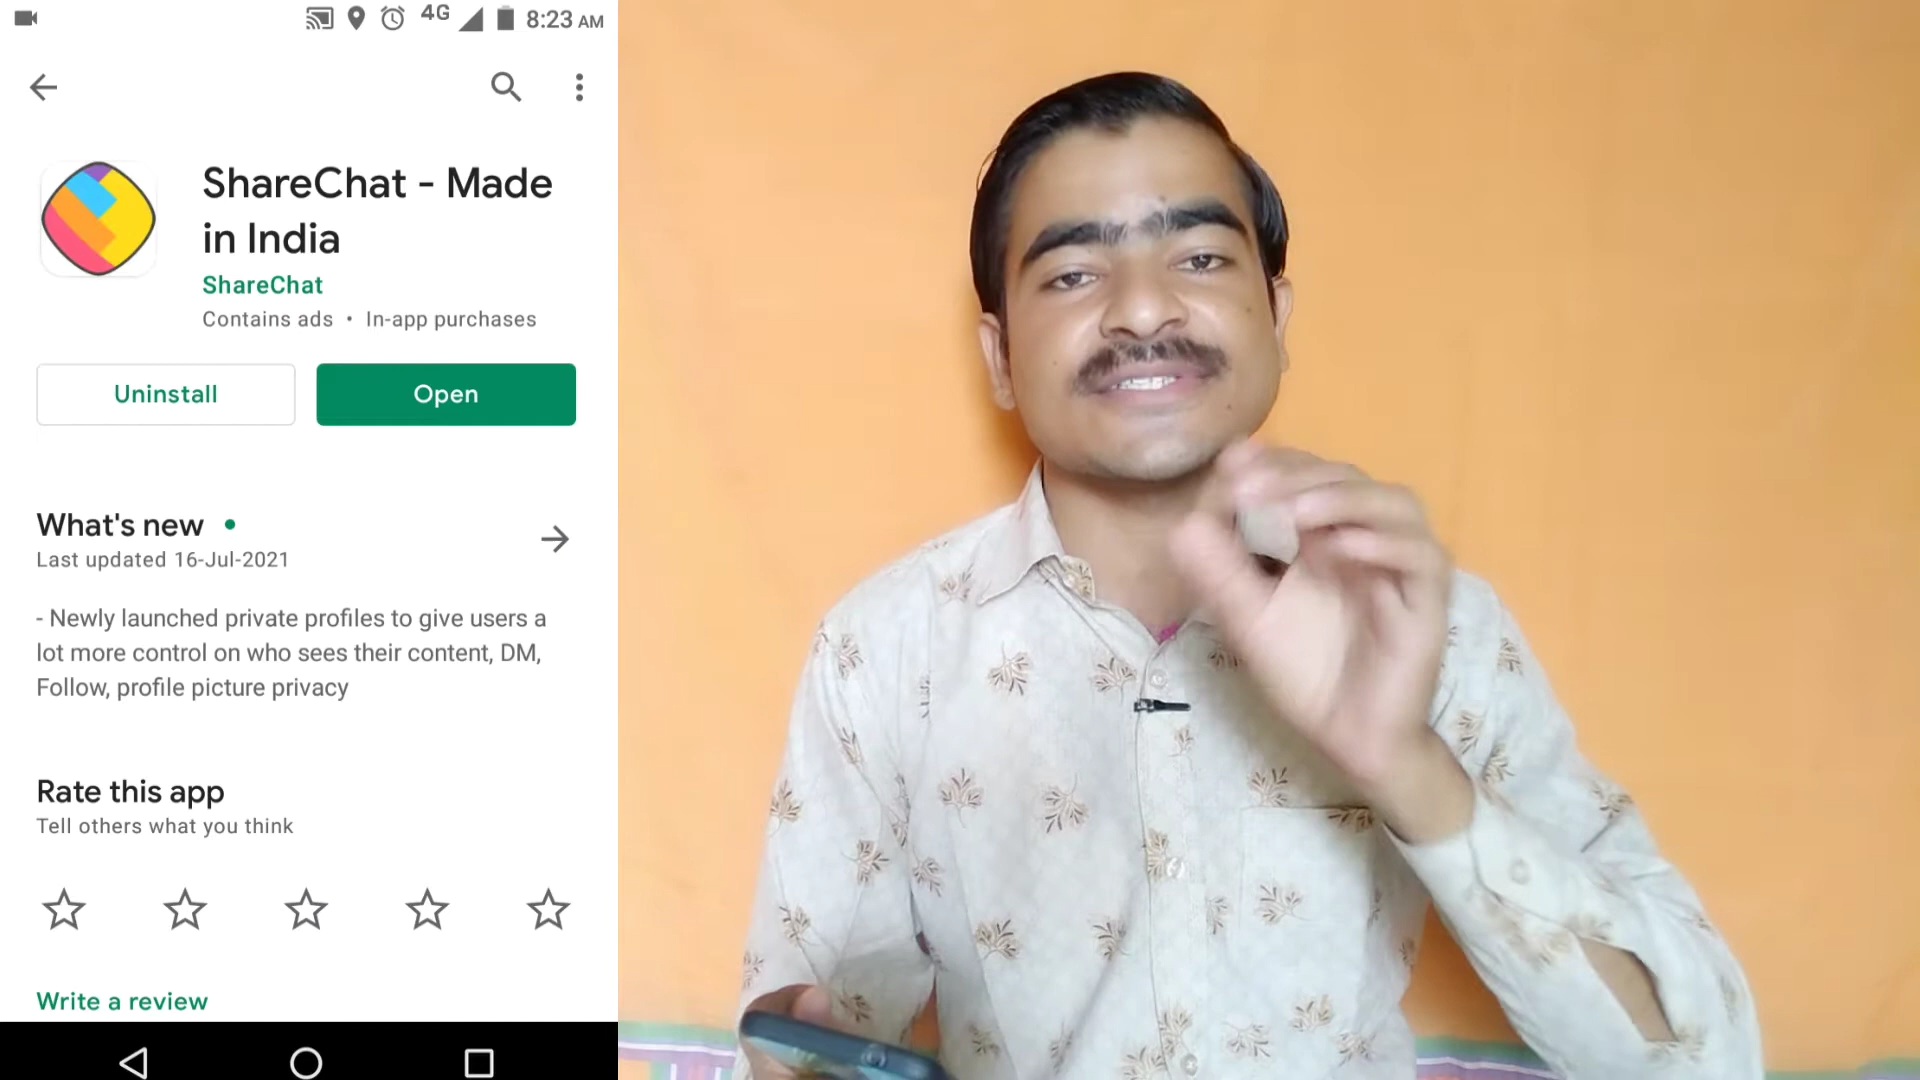 4G 8:23 AM
ShareChat - Made
in India
ShareChat
Contains ads • In-app purchases
Uninstall
Open
What's new
Last updated 16-Jul-2021
- Newly launched private profiles to give users a
lot more control on who sees their content, DM,
Follow, profile picture privacy
Rate this app
Tell others what you think
Write a review